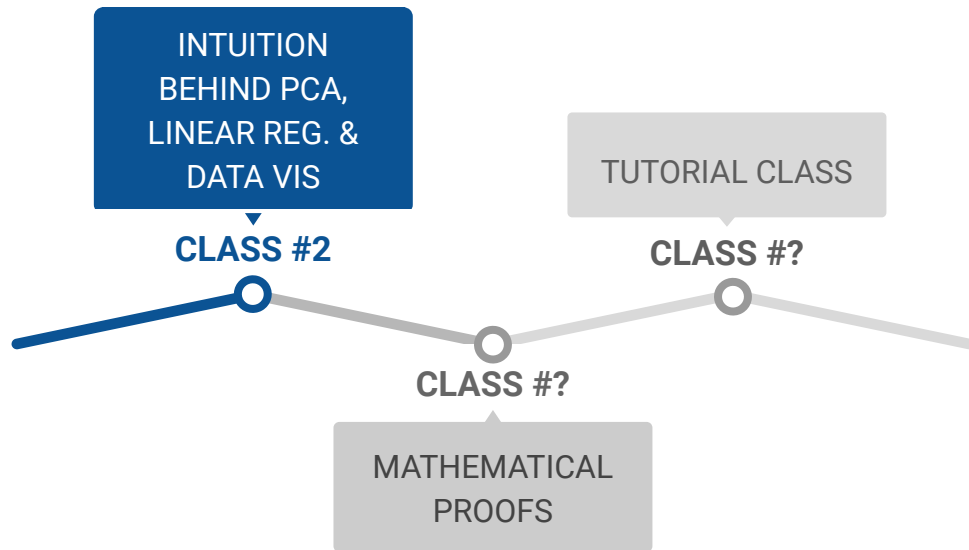 INTUITION
BEHIND PCA,
LINEAR REG. &
DATA VIS
CLASS #2
TUTORIAL CLASS
CLASS #?
CLASS #?
MATHEMATICAL
PROOFS